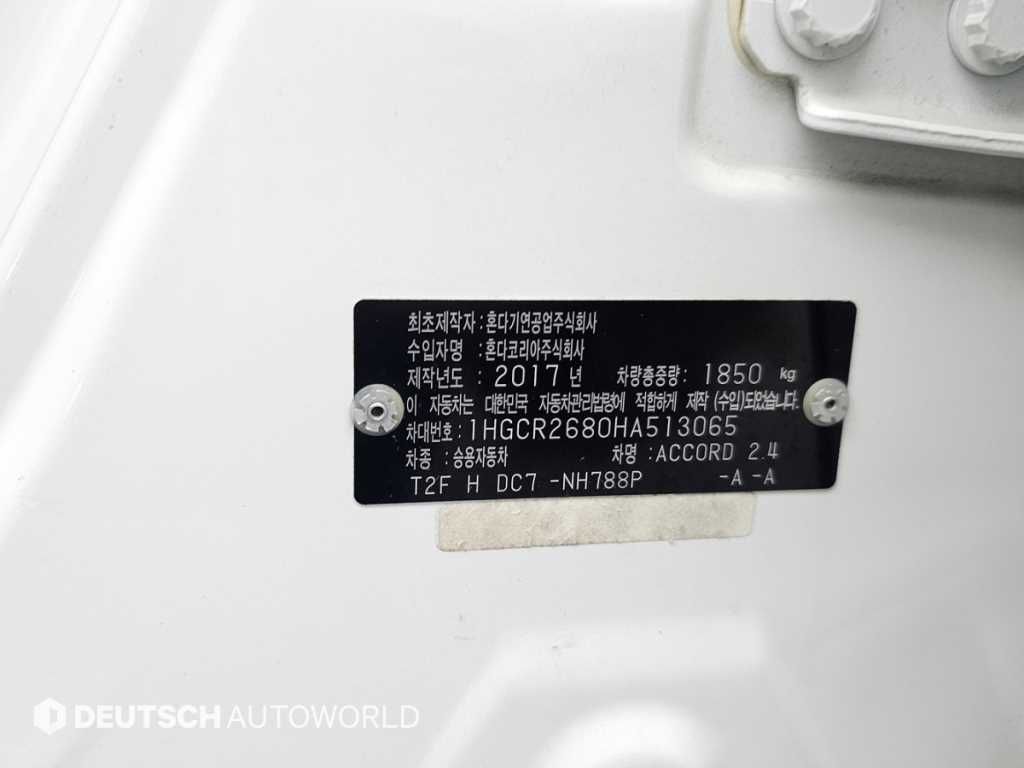 최초제작자 : 혼다기연공업주식회사
수입자명 : 혼다코리아주식회사
제작년도 : 2017 년 차량총중량: 1850 kg
이 자동차는 대한민국 자동차관리법령에 적합하게 제작 (수입)되었습니다.
차대번호: 1HGCR2680HA513065
차종 : 승용자동차 차명 : ACCORD 2.4
T2F H DC7 -NH788P -A -A
DEUTSCH AUTOWORLD